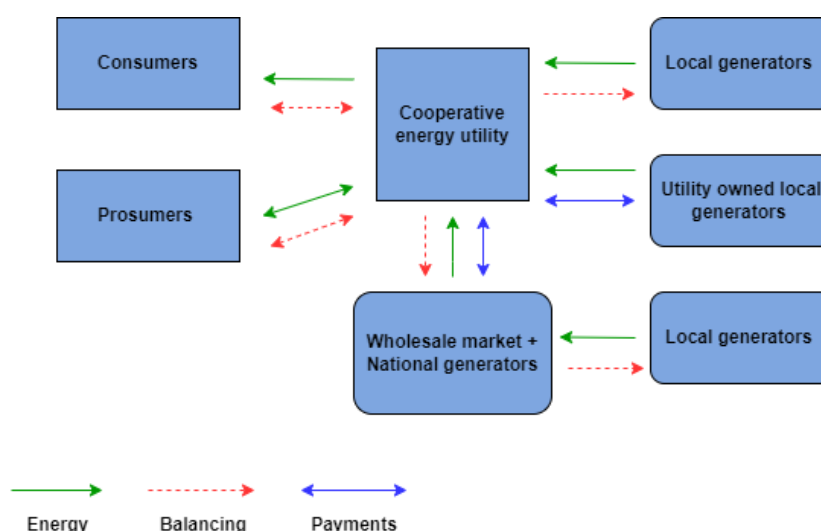 Consumers
Cooperative
energy utility
Local generators
Prosumers
Utility owned local
generators
Wholesale market +
National generators
Local generators
Energy
Balancing
Payments